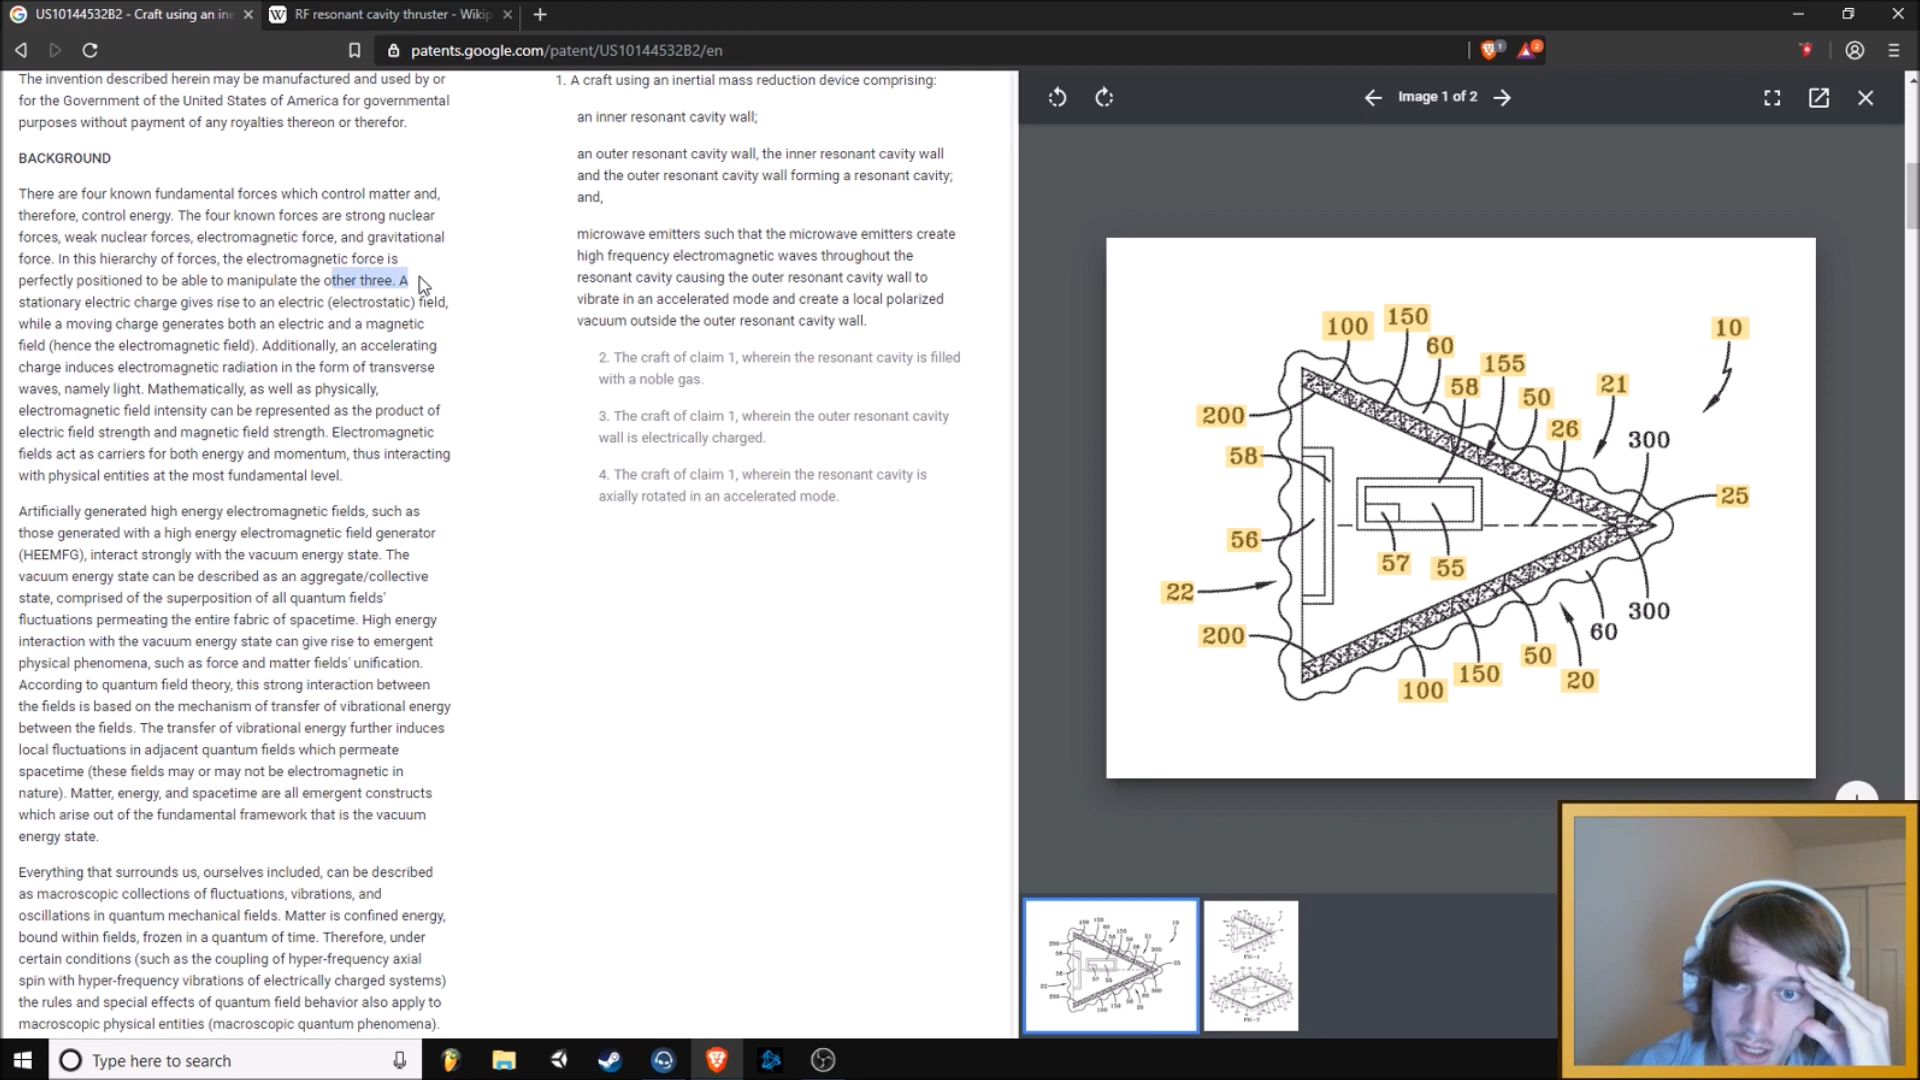 US10144532B2 - Craft using an ine
RF resonant cavity thruster - Wikip
patents.google.com/patent/US10144532B2/en
1
2
The invention described herein may be manufactured and used by or
for the Government of the United States of America for governmental
purposes without payment of any royalties thereon or therefor.
BACKGROUND
There are four known fundamental forces which control matter and,
therefore, control energy. The four known forces are strong nuclear
forces, weak nuclear forces, electromagnetic force, and gravitational
force. In this hierarchy of forces, the electromagnetic force is
perfectly positioned to be able to manipulate the other three. A
stationary electric charge gives rise to an electric (electrostatic) field,
while a moving charge generates both an electric and a magnetic
field (hence the electromagnetic field). Additionally, an accelerating
charge induces electromagnetic radiation in the form of transverse
waves, namely light. Mathematically, as well as physically,
electromagnetic field intensity can be represented as the product of
electric field strength and magnetic field strength. Electromagnetic
fields act as carriers for both energy and momentum, thus interacting
with physical entities at the most fundamental level.
Artificially generated high energy electromagnetic fields, such as
those generated with a high energy electromagnetic field generator
(HEEMFG), interact strongly with the vacuum energy state. The
vacuum energy state can be described as an aggregate/collective
state, comprised of the superposition of all quantum fields'
fluctuations permeating the entire fabric of spacetime. High energy
interaction with the vacuum energy state can give rise to emergent
physical phenomena, such as force and matter fields' unification.
According to quantum field theory, this strong interaction between
the fields is based on the mechanism of transfer of vibrational energy
between the fields. The transfer of vibrational energy further induces
local fluctuations in adjacent quantum fields which permeate
spacetime (these fields may or may not be electromagnetic in
nature). Matter, energy, and spacetime are all emergent constructs
which arise out of the fundamental framework that is the vacuum
energy state.
Everything that surrounds us, ourselves included, can be described
as macroscopic collections of fluctuations, vibrations, and
oscillations in quantum mechanical fields. Matter is confined energy,
bound within fields, frozen in a quantum of time. Therefore, under
certain conditions (such as the coupling of hyper-frequency axial
spin with hyper-frequency vibrations of electrically charged systems)
the rules and special effects of quantum field behavior also apply to
macroscopic physical entities (macroscopic quantum phenomena).
1. A craft using an inertial mass reduction device comprising:
an inner resonant cavity wall;
an outer resonant cavity wall, the inner resonant cavity wall
and the outer resonant cavity wall forming a resonant cavity;
and,
microwave emitters such that the microwave emitters create
high frequency electromagnetic waves throughout the
resonant cavity causing the outer resonant cavity wall to
vibrate in an accelerated mode and create a local polarized
vacuum outside the outer resonant cavity wall.
2. The craft of claim 1, wherein the resonant cavity is filled
with a noble gas.
3. The craft of claim 1, wherein the outer resonant cavity
wall is electrically charged.
4. The craft of claim 1, wherein the resonant cavity is
axially rotated in an accelerated mode.
Image 1 of 2
100
150
60
155
58
50
21
10
26
300
200
58
25
56
57
55
22
300
60
200
50
150
20
100
Type here to search